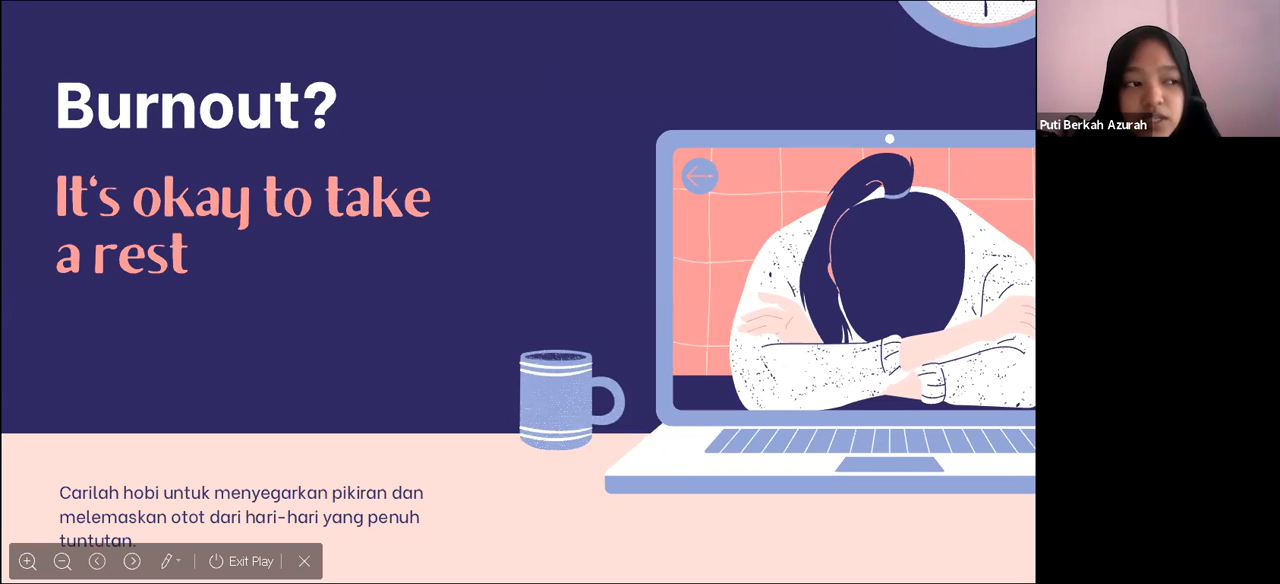 Burnout?
It's okay to take
a rest
Carilah hobi untuk menyegarkan pikiran dan
melemaskan otot dari hari-hari yang penuh
tuntutan.
Exit Play
Puti Berkah Azurah